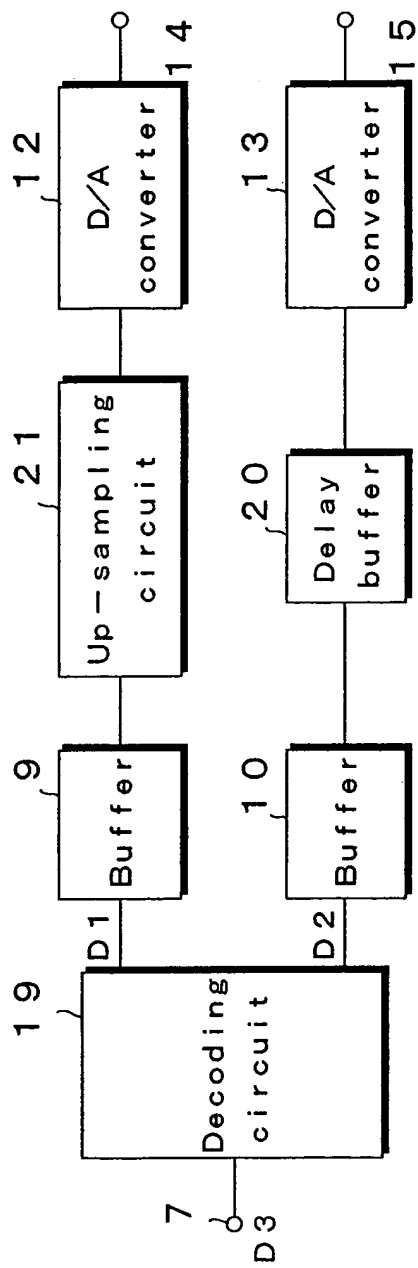 7
D3
19
Decoding
circuit
D1
9
Buffer
21
Up-sampling
circuit
12
D/A
converter
14
D2
10
Buffer
20
Delay
buffer
13
D/A
converter
15